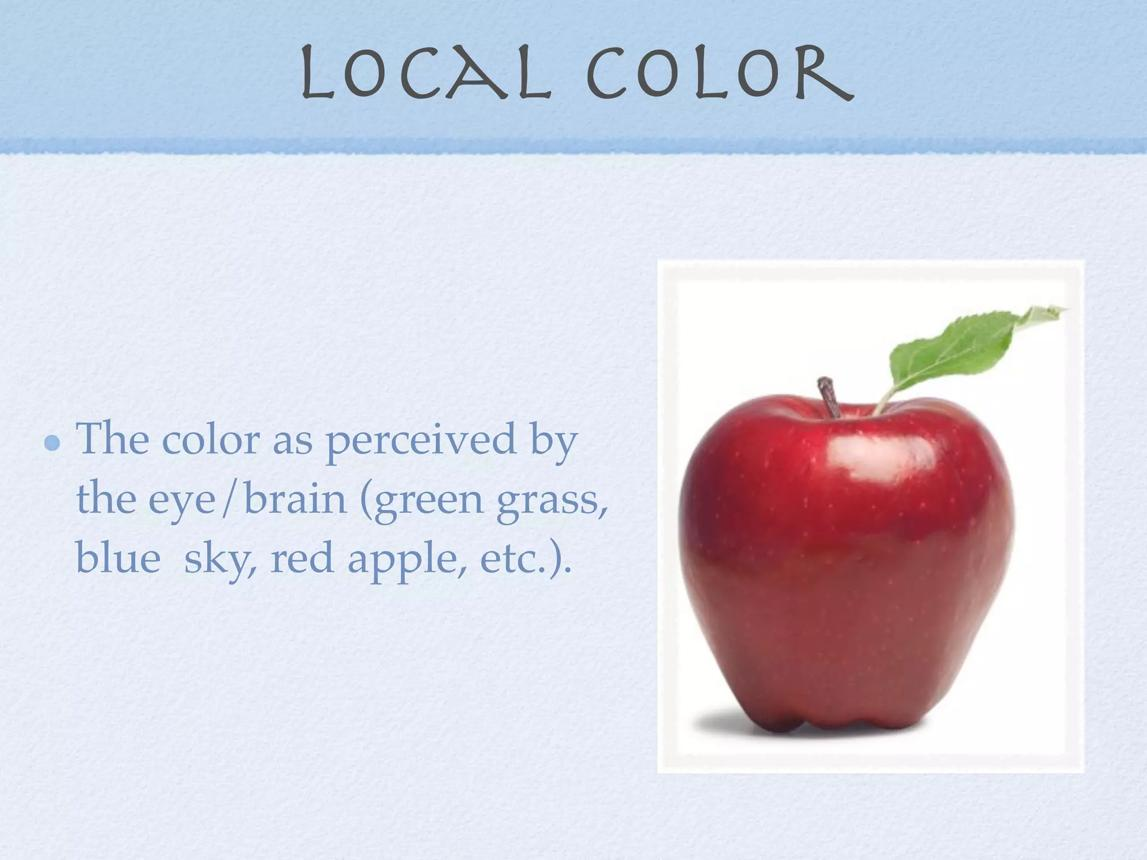 LOCAL COLOR
• The color as perceived by
the eye/brain (green grass,
blue  sky, red apple, etc.).